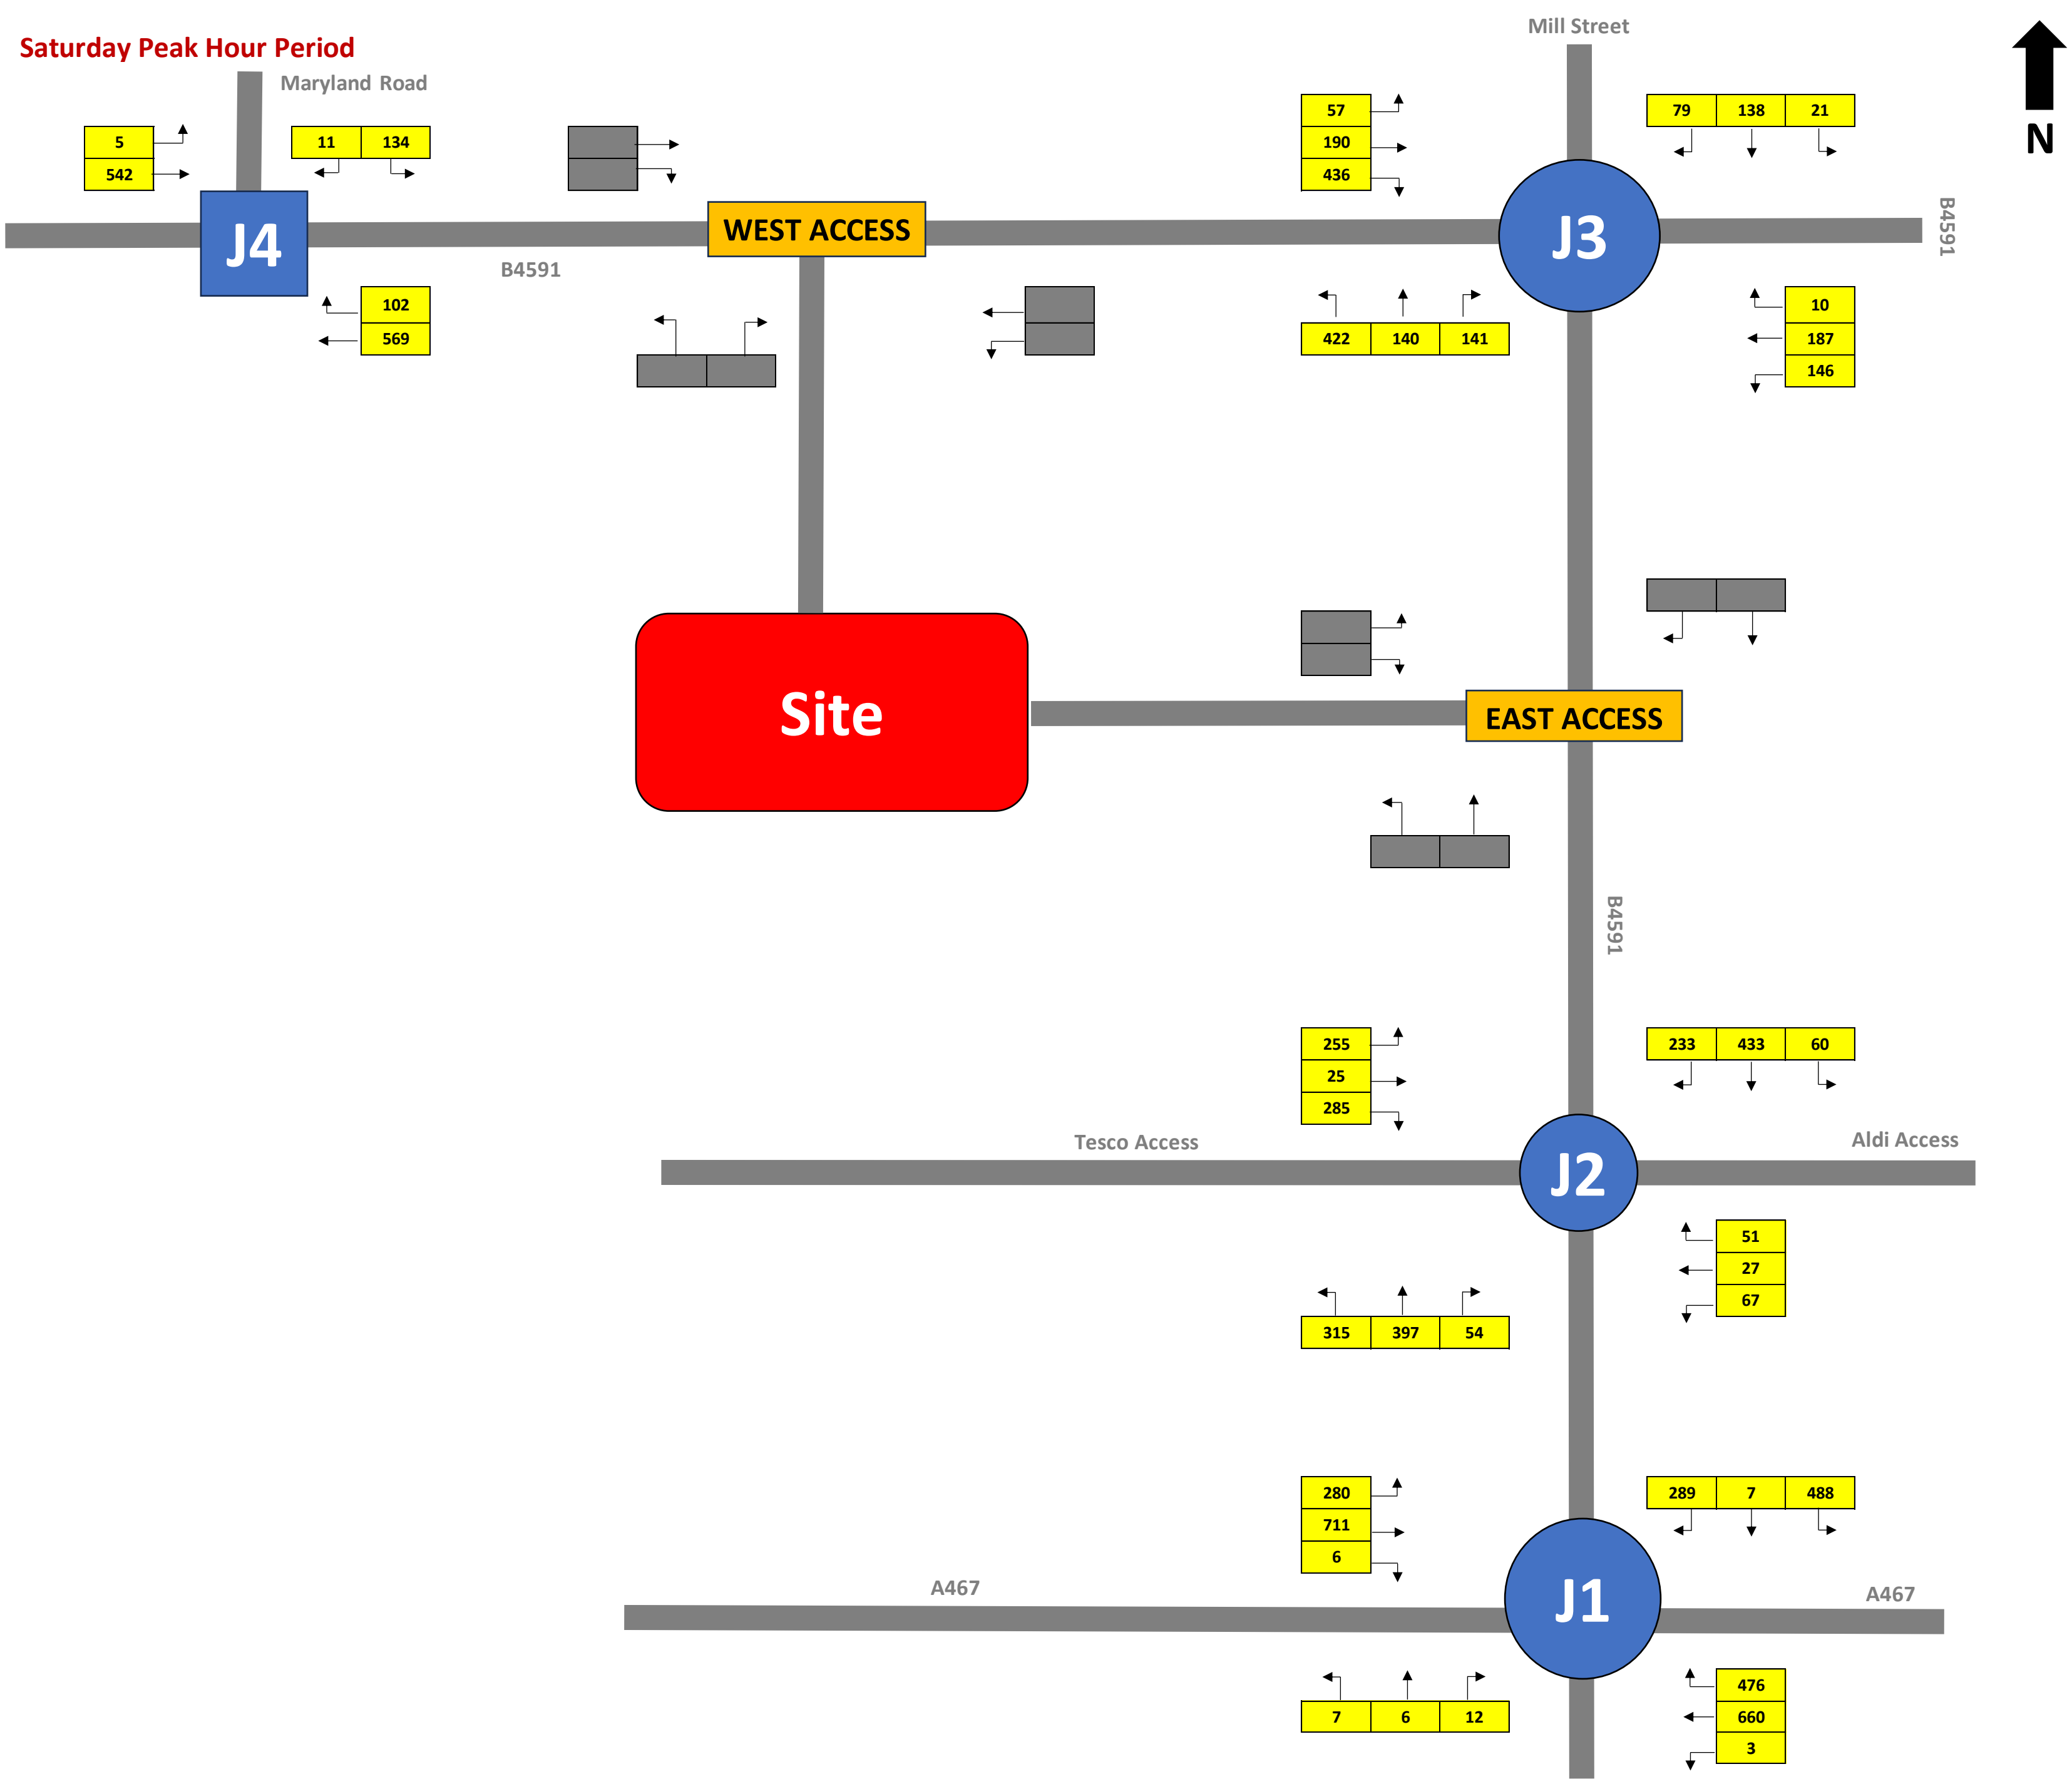 Mill Street
Saturday Peak Hour Period
Maryland Road
N
5
542
11 134
57
190
436
79 138 21
J4
WEST ACCESS
J3
B4591
B4591
102
569
422 140 141
10
187
146
Site
EAST ACCESS
B4591
255
25
285
233 433 60
Tesco Access
Aldi Access
J2
51
27
67
315 397 54
280
711
6
289 7 488
A467
A467
J1
7 6 12
476
660
3